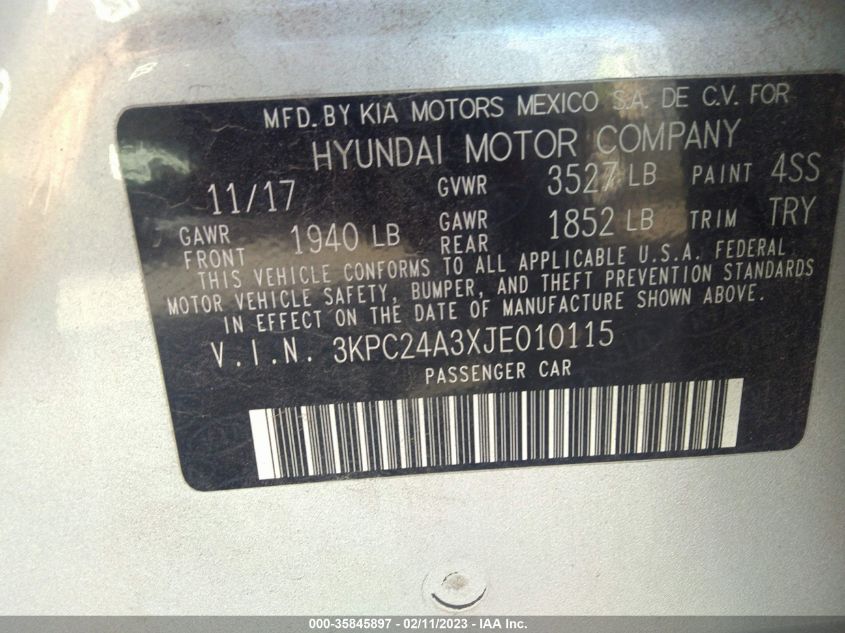 MFD. BY KIA MOTORS MEXICO S.A. DE C.V. FOR
HYUNDAI MOTOR COMPANY
11/17 GVWR 3527 LB PAINT 4SS
GAWR FRONT 1940 LB GAWR REAR 1852 LB TRIM TRY
THIS VEHICLE CONFORMS TO ALL APPLICABLE U.S.A. FEDERAL
MOTOR VEHICLE SAFETY, BUMPER, AND THEFT PREVENTION STANDARDS
IN EFFECT ON THE DATE OF MANUFACTURE SHOWN ABOVE.
V.I.N. 3KPC24A3XJE010115
PASSENGER CAR
000-35845897 - 02/11/2023 - IAA Inc.